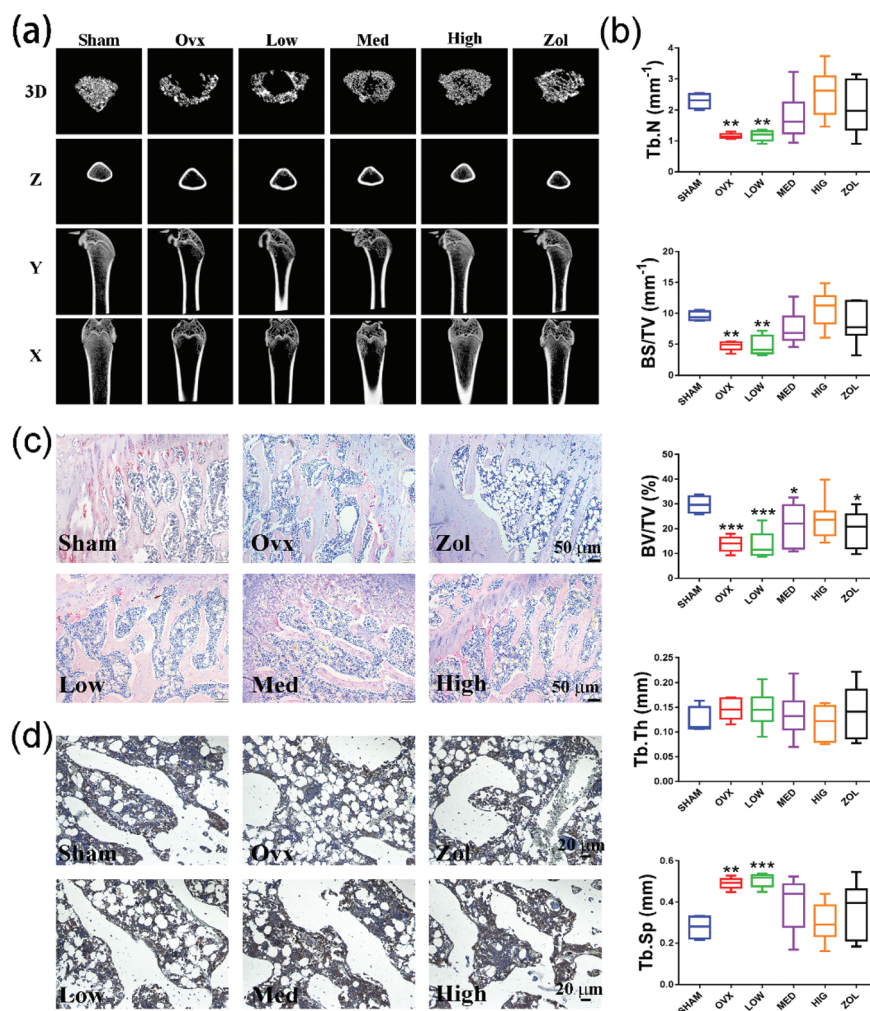 (a)
Sham Ovx Low Med High Zol
3D
Z
Y
X
(b)
Tb.N (mm-1)
4
3
2
1
0
SHAM OVX LOW MED HIG ZOL
** **
BS/TV (mm-1)
20
15
10
5
0
SHAM OVX LOW MED HIG ZOL
** **
BV/TV (%)
50
40
30
20
10
0
SHAM OVX LOW MED HIG ZOL
*** *** * *
Tb.Th (mm)
0.25
0.20
0.15
0.10
0.05
0.00
SHAM OVX LOW MED HIG ZOL
Tb.Sp (mm)
0.6
0.4
0.2
0.0
SHAM OVX LOW MED HIG ZOL
** ***
(c)
Sham Ovx Zol 50 μm
Low Med High 50 μm
(d)
Sham Ovx Zol 20 μm
Low Med High 20 μm